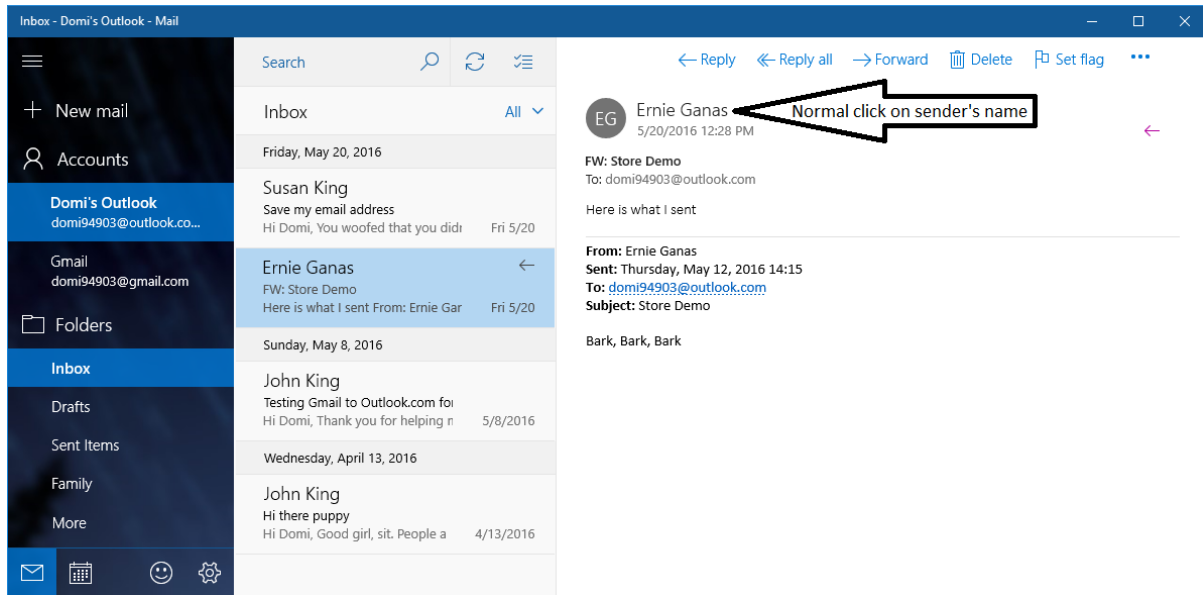 Inbox - Domi's Outlook - Mail
New mail
Accounts
Domi's Outlook
domi94903@outlook.co...
Gmail
domi94903@gmail.com
Folders
Inbox
Drafts
Sent Items
Family
More
Search
Inbox All
Friday, May 20, 2016
Susan King
Save my email address
Hi Domi, You woofed that you didn Fri 5/20
Ernie Ganas
FW: Store Demo
Here is what I sent From: Ernie Gar Fri 5/20
Sunday, May 8, 2016
John King
Testing Gmail to Outlook.com for
Hi Domi, Thank you for helping n 5/8/2016
Wednesday, April 13, 2016
John King
Hi there puppy
Hi Domi, Good girl, sit. People a 4/13/2016
Reply Reply all Forward Delete Set flag
EG
Ernie Ganas Normal click on sender's name
5/20/2016 12:28 PM
FW: Store Demo
To: domi94903@outlook.com
Here is what I sent
From: Ernie Ganas
Sent: Thursday, May 12, 2016 14:15
To: domi94903@outlook.com
Subject: Store Demo
Bark, Bark, Bark